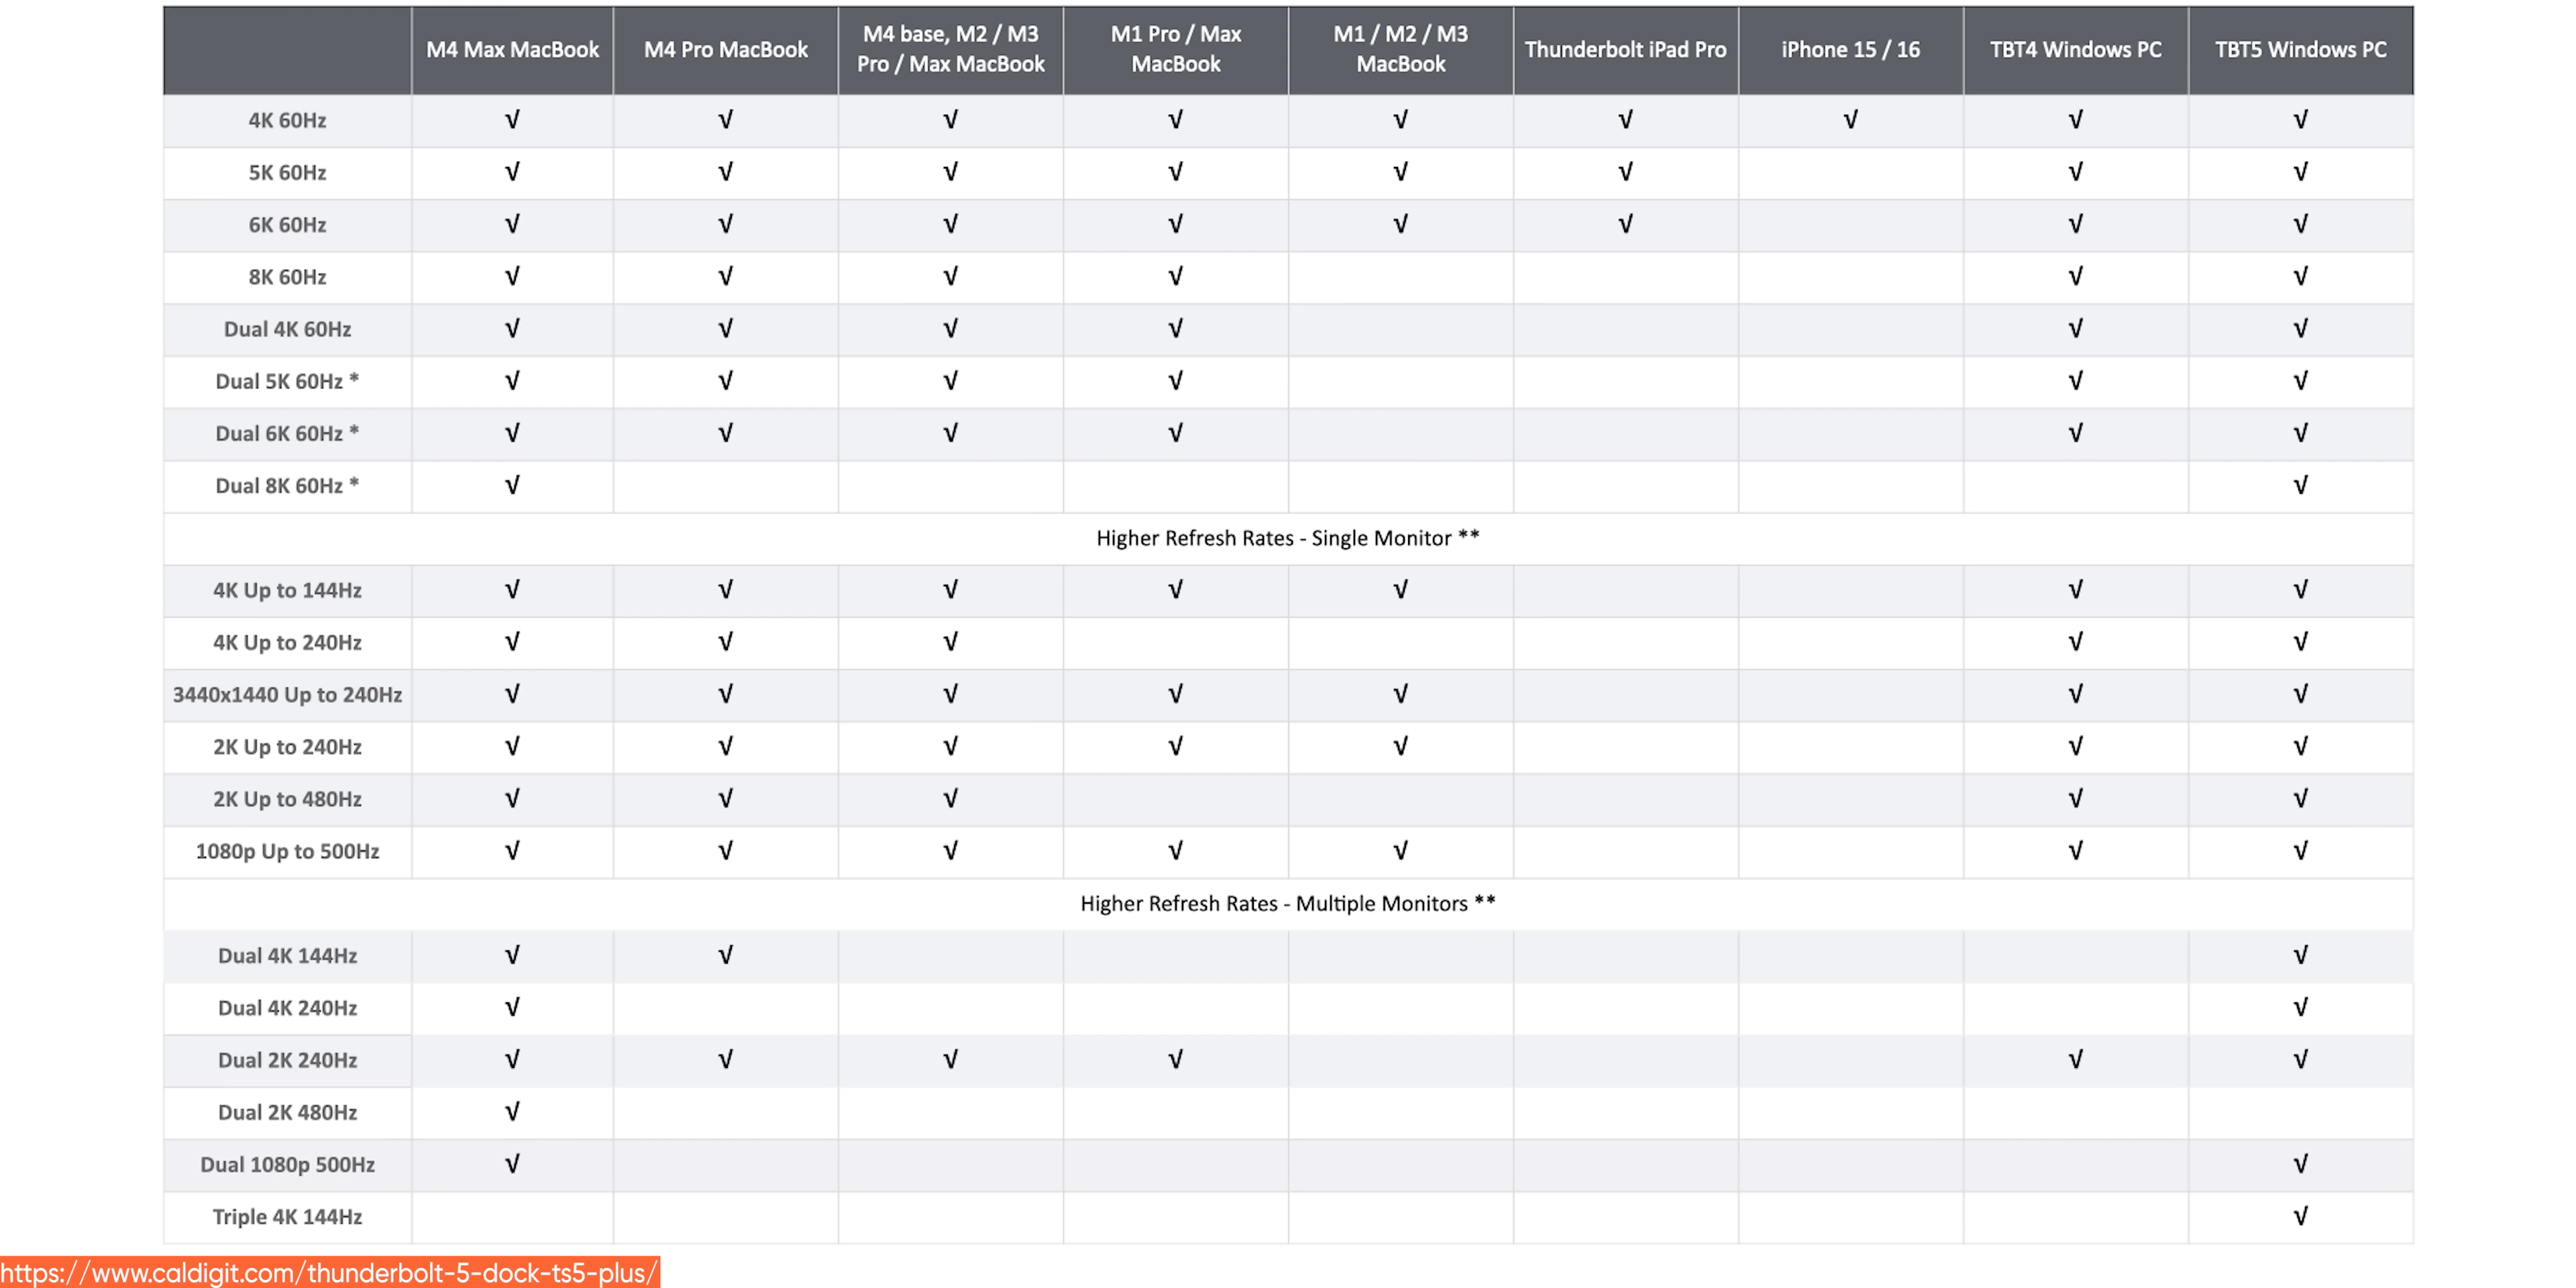 M4 Max MacBook M4 Pro MacBook M4 base, M2 / M3 Pro / Max MacBook M1 Pro / Max MacBook M1 / M2 / M3 MacBook Thunderbolt iPad Pro iPhone 15 / 16 TBT4 Windows PC TBT5 Windows PC
4K 60Hz √ √ √ √ √ √ √ √ √
5K 60Hz √ √ √ √ √ √ √ √
6K 60Hz √ √ √ √ √ √ √ √
8K 60Hz √ √ √ √ √ √
Dual 4K 60Hz √ √ √ √ √ √
Dual 5K 60Hz * √ √ √ √ √ √
Dual 6K 60Hz * √ √ √ √ √ √
Dual 8K 60Hz * √ √
Higher Refresh Rates - Single Monitor **
4K Up to 144Hz √ √ √ √ √ √ √
4K Up to 240Hz √ √ √ √ √
3440x1440 Up to 240Hz √ √ √ √ √ √ √
2K Up to 240Hz √ √ √ √ √ √ √
2K Up to 480Hz √ √ √ √ √
1080p Up to 500Hz √ √ √ √ √ √ √
Higher Refresh Rates - Multiple Monitors **
Dual 4K 144Hz √ √ √
Dual 4K 240Hz √ √
Dual 2K 240Hz √ √ √ √ √ √
Dual 2K 480Hz √
Dual 1080p 500Hz √ √
Triple 4K 144Hz √
https://www.caldigit.com/thunderbolt-5-dock-ts5-plus/